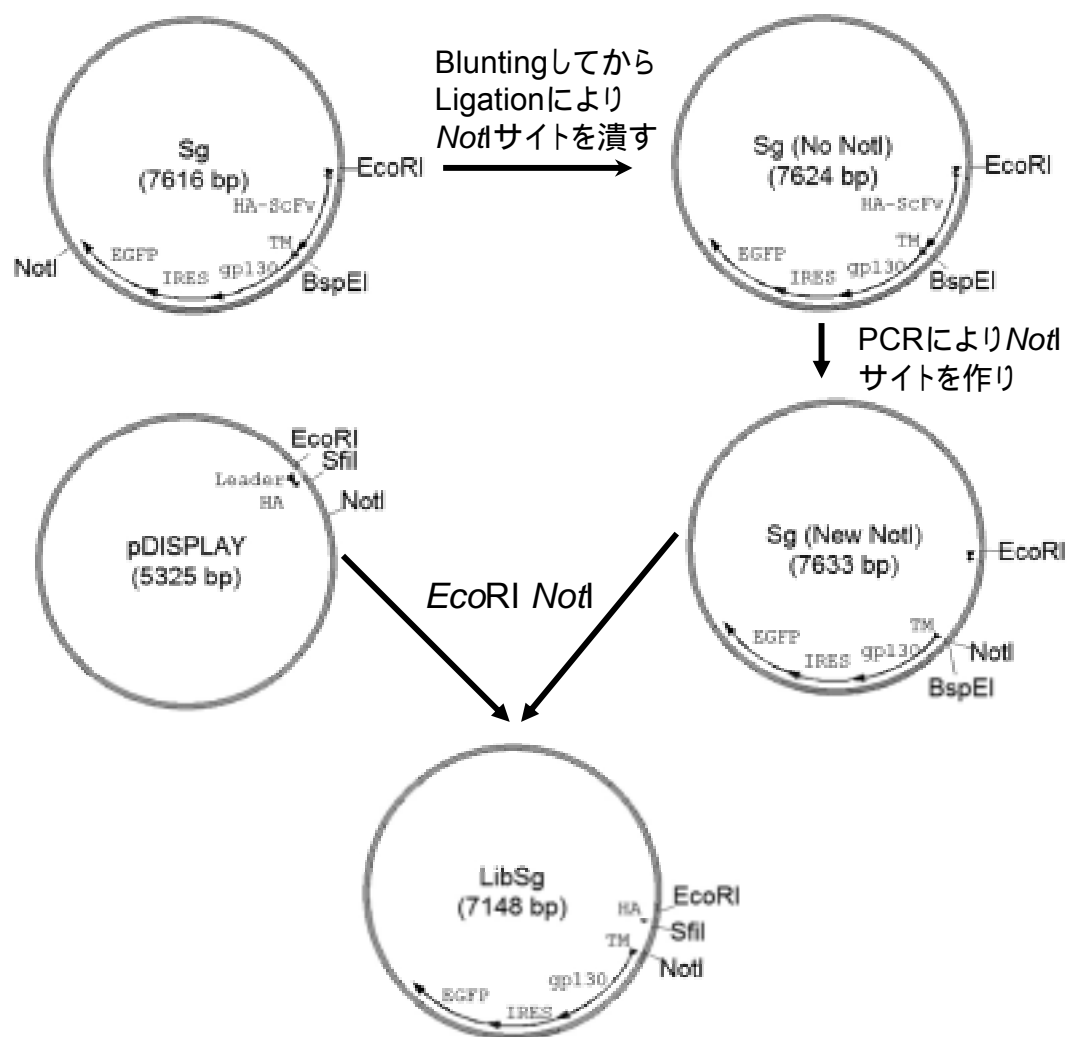 Bluntingしてから
Ligationにより
NotIサイトを潰す
Sg
(7616 bp)
EcoRI
HA-ScFv
TM
gp130
BspEI
IRES
EGFP
NotI
Sg (No NotI)
(7624 bp)
EcoRI
HA-ScFv
TM
gp130
BspEI
IRES
EGFP
PCRによりNotI
サイトを作り
EcoRI
SfiI
Leader
HA
NotI
pDISPLAY
(5325 bp)
EcoRI NotI
Sg (New NotI)
(7633 bp)
EcoRI
TM
NotI
gp130
BspEI
IRES
EGFP
LibSg
(7148 bp)
EcoRI
HA
SfiI
TM
NotI
gp130
IRES
EGFP